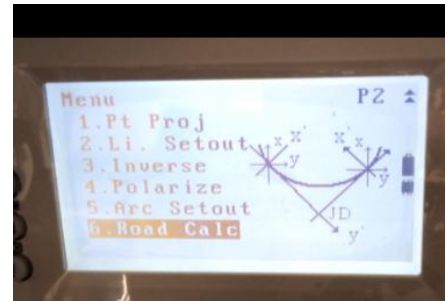 Menu P2
1.Pt Proj
2.Li. Setout
3.Inverse
4.Polarize
5.Arc Setout
6.Road Calc
x x' x' x
y y
JD
y'